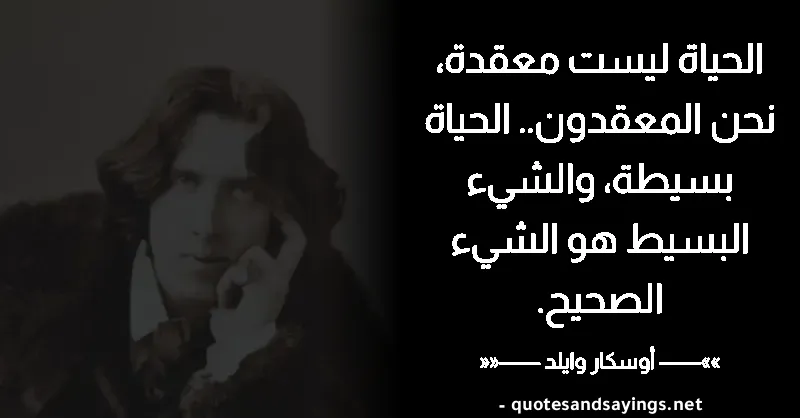 الحياة ليست معقدة،
نحن المعقدون.. الحياة
بسيطة، والشيء
البسيط هو الشيء
الصحيح.
»»—— أوسكار وايلد ——««
- quotesandsayings.net